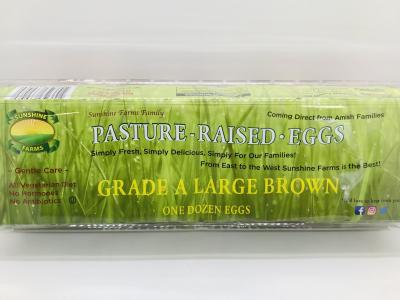 SUNSHINE
FARMS
- Gentle Care -
All Vegetarian Diet
No Hormones
No Antibiotics
Sunshine Farms Family
Coming Direct from Amish Families!
PASTURE-RAISED•EGGS
Simply Fresh, Simply Delicious, Simply For Our Families!
From East to the West Sunshine Farms is the Best!
GRADE A LARGE BROWN
ONE DOZEN EGGS